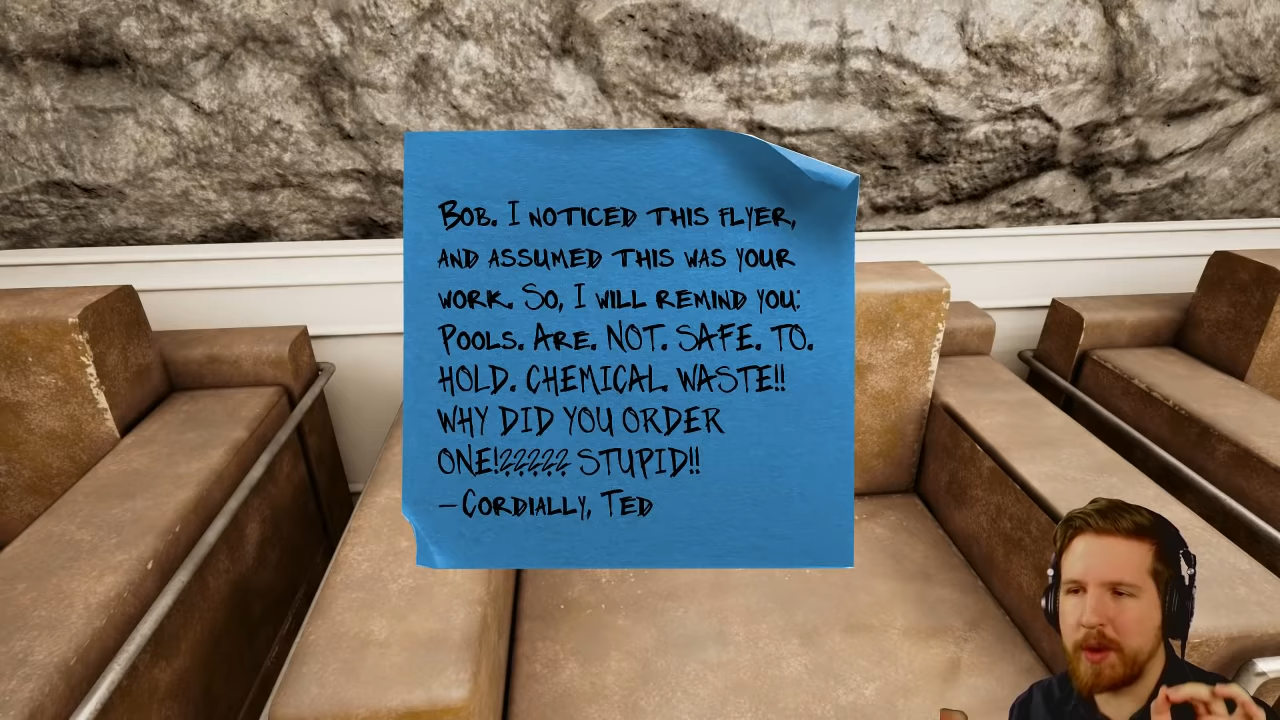 Bob. I noticed this flyer,
and assumed this was your
work. So, I will remind you:
Pools. Are. NOT. SAFE. TO.
HOLD. CHEMICAL WASTE!!
WHY DID YOU ORDER
ONE!????? STUPID!!
–Cordially, Ted